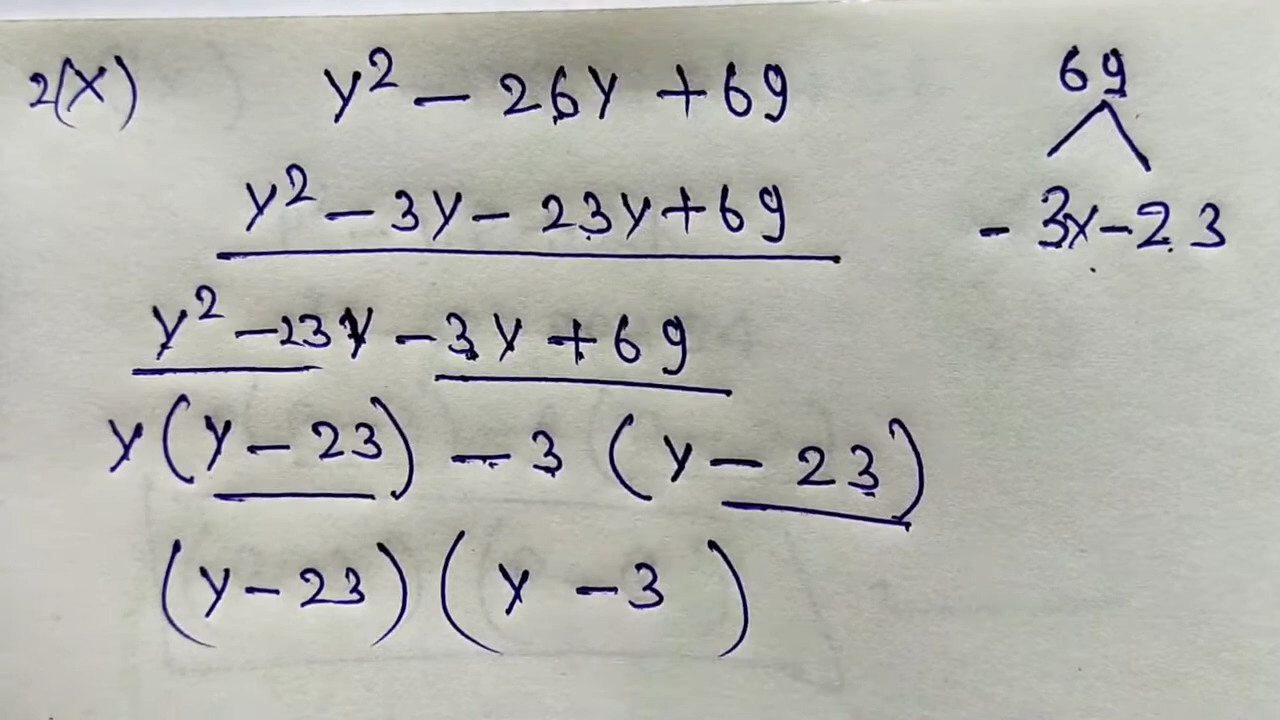 2(X) y² - 26y + 69
69
y² - 3y - 23y + 69
- 3x - 23
y² - 23y - 3y + 69
y (y - 23) - 3 (y - 23)
(y - 23) (y - 3)